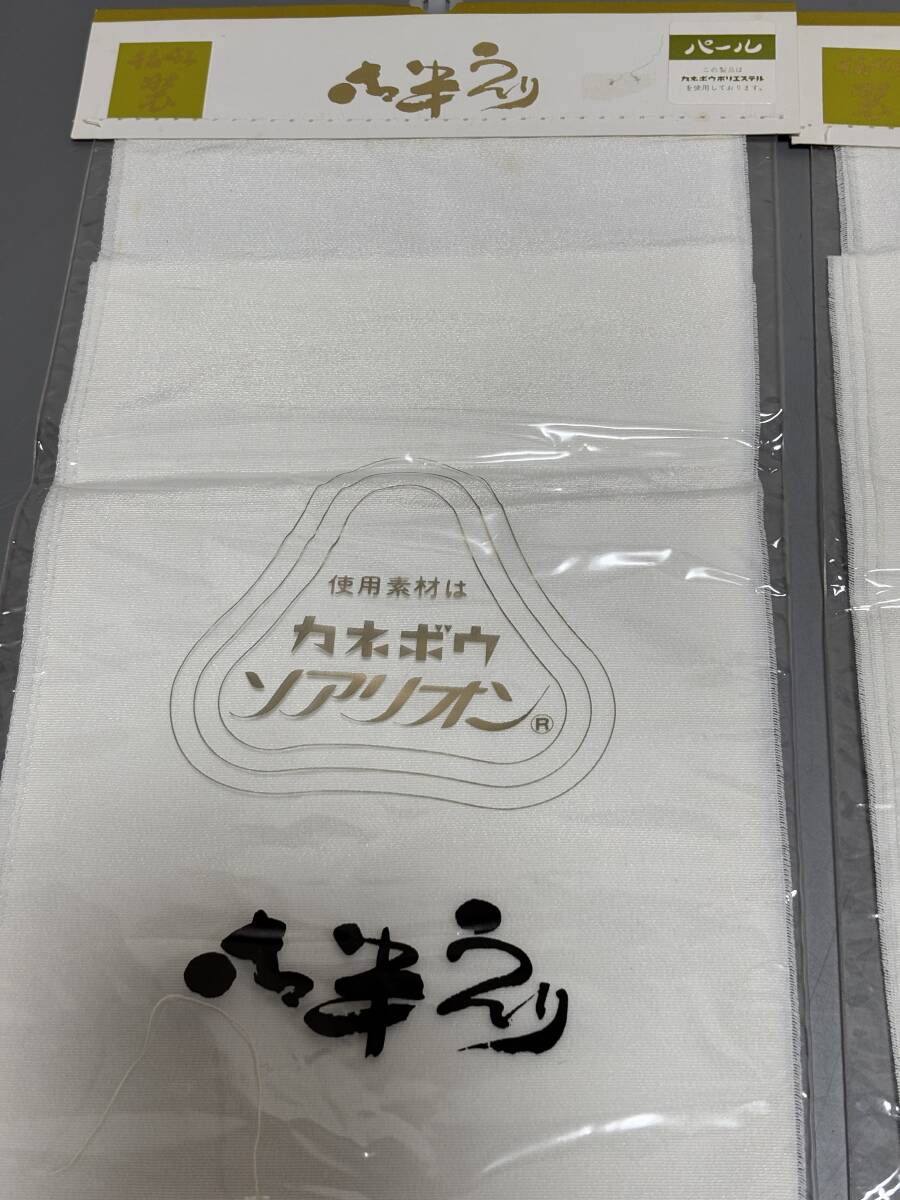 御半えり
パール
この製品は
カネボウポリエステル
を使用しております。
使用素材は
カネボウ
ソアリオン®
御半えり